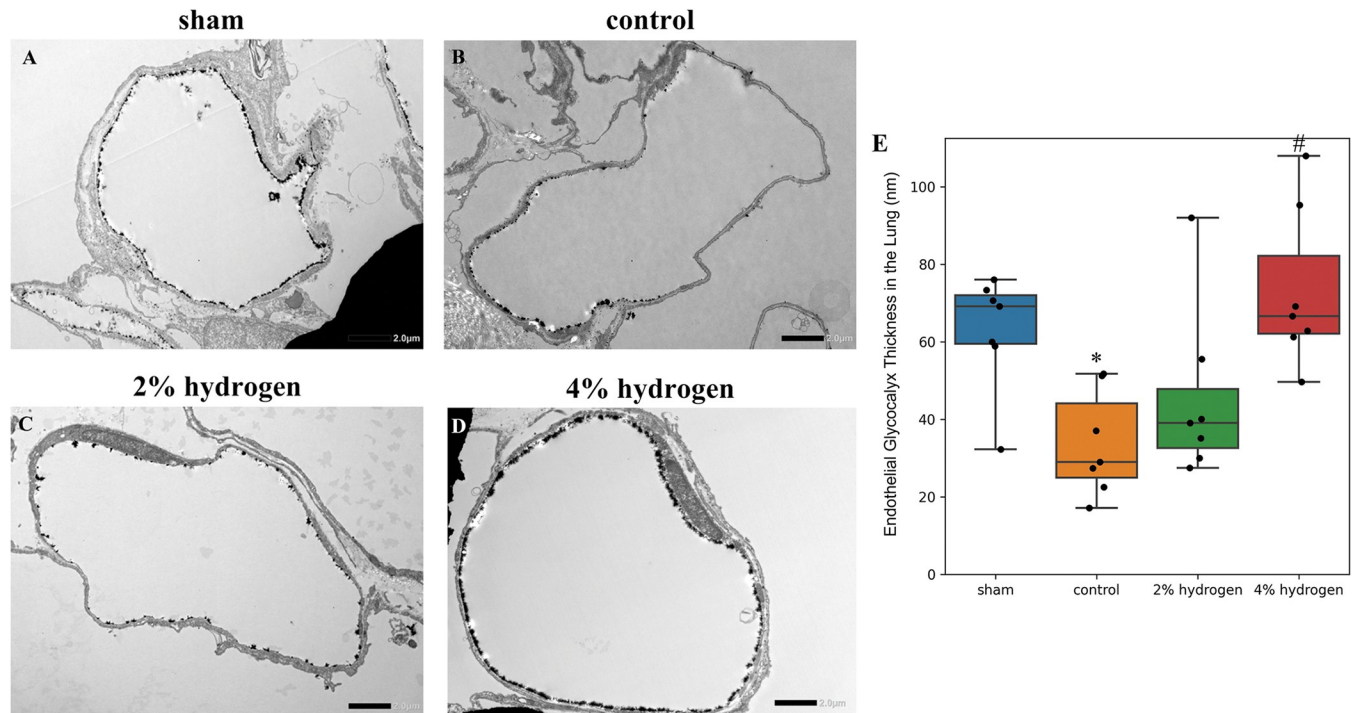 sham
control
A
B
2.0μm
2.0μm
2% hydrogen
4% hydrogen
C
D
2.0μm
2.0μm
E
Endothelial Glycocalyx Thickness in the Lung (nm)
100
80
60
40
20
0
*
#
sham control 2% hydrogen 4% hydrogen